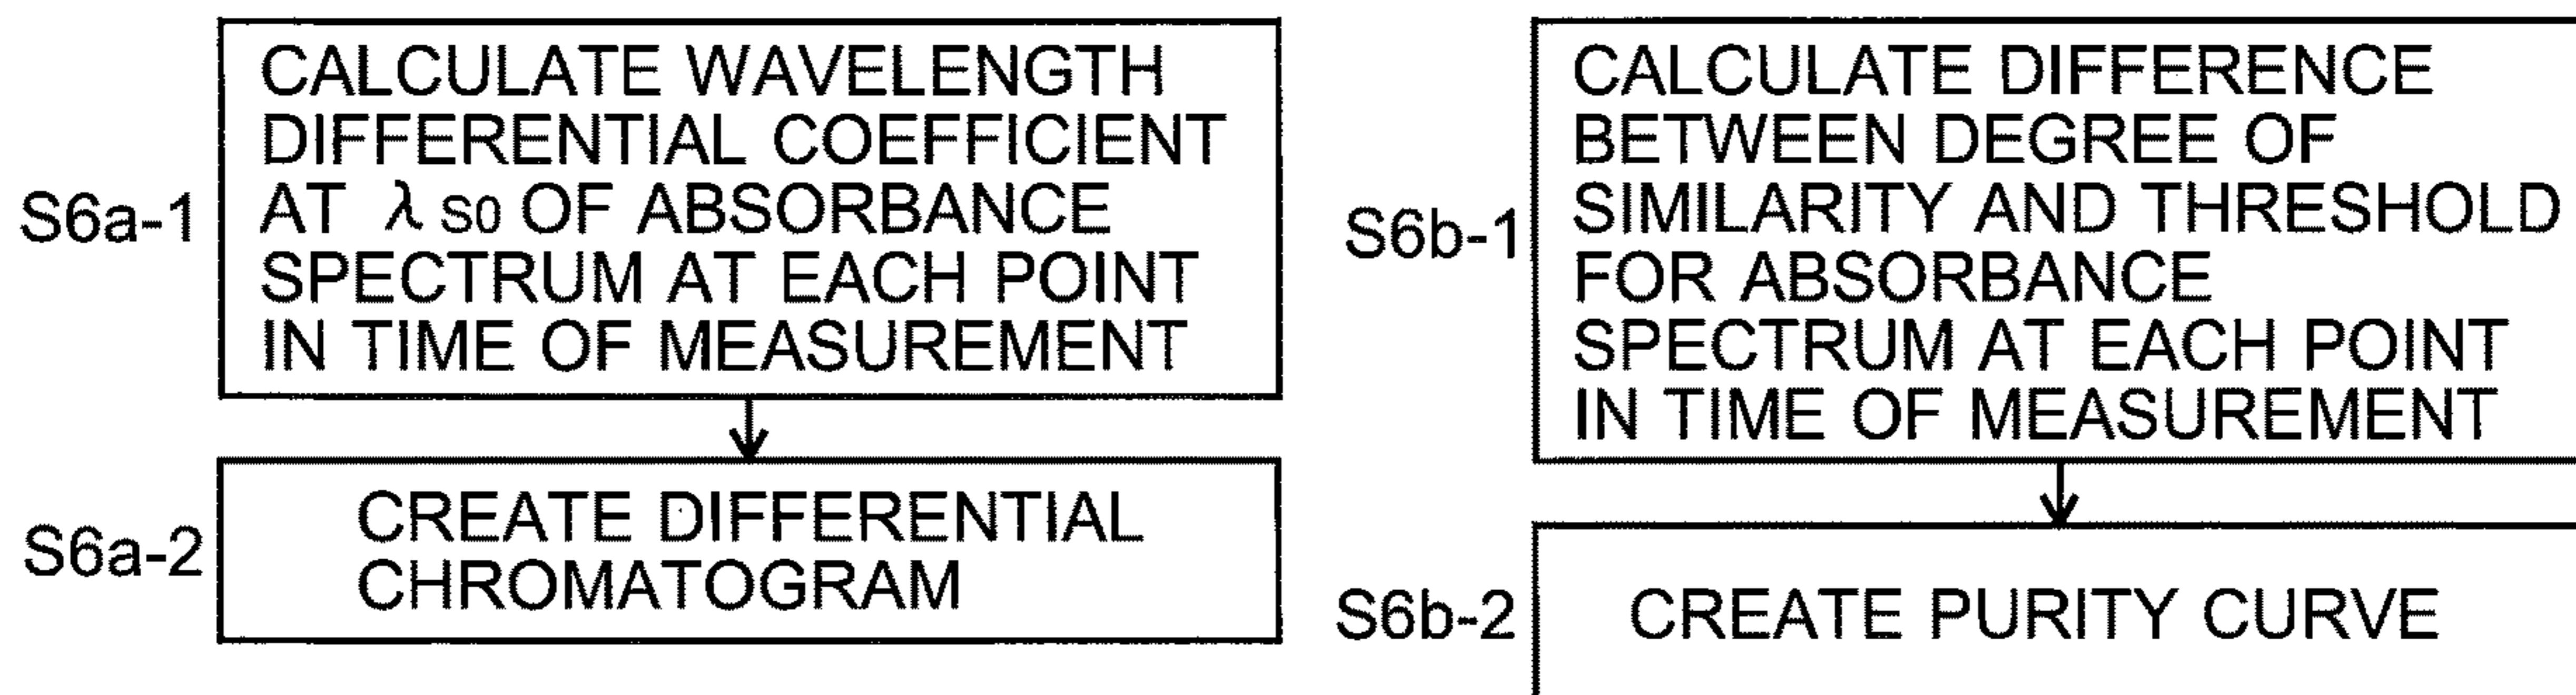 S6a-1
CALCULATE WAVELENGTH
DIFFERENTIAL COEFFICIENT
AT λS0 OF ABSORBANCE
SPECTRUM AT EACH POINT
IN TIME OF MEASUREMENT
S6a-2
CREATE DIFFERENTIAL
CHROMATOGRAM
S6b-1
CALCULATE DIFFERENCE
BETWEEN DEGREE OF
SIMILARITY AND THRESHOLD
FOR ABSORBANCE
SPECTRUM AT EACH POINT
IN TIME OF MEASUREMENT
S6b-2
CREATE PURITY CURVE